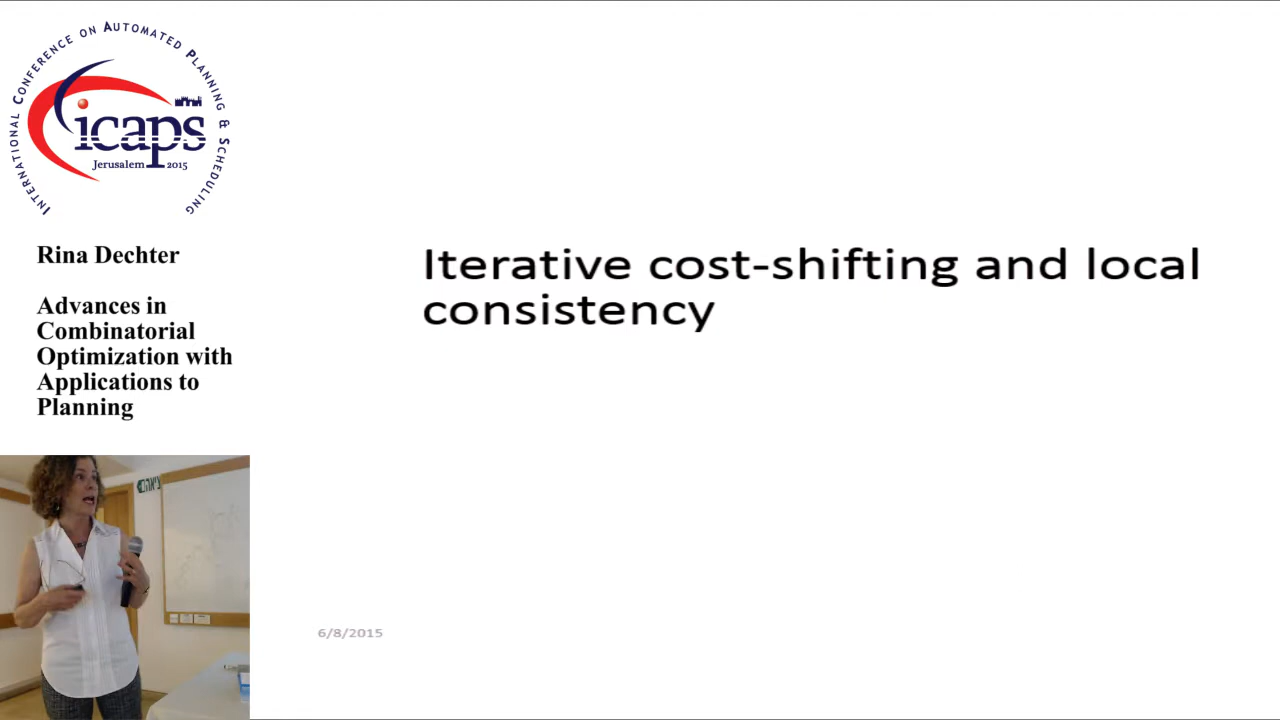 INTERNATIONAL CONFERENCE ON AUTOMATED PLANNING & SCHEDULING
icaps
Jerusalem 2015
Rina Dechter
Advances in
Combinatorial
Optimization with
Applications to
Planning
Iterative cost-shifting and local
consistency
6/8/2015